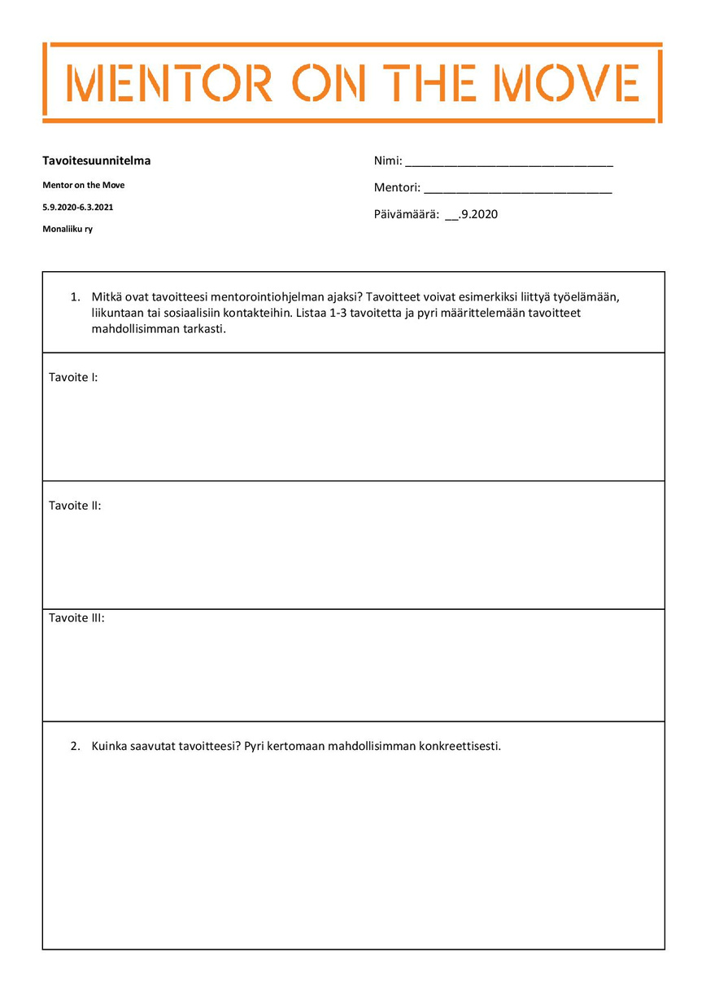 MENTOR ON THE MOVE
Tavoitesuunnitelma
Mentor on the Move
5.9.2020-6.3.2021
Monaliiku ry
Nimi: ________________________________
Mentori: _____________________________
Päivämäärä: __.9.2020
1. Mitkä ovat tavoitteesi mentorointiohjelman ajaksi? Tavoitteet voivat esimerkiksi liittyä työelämään,
liikuntaan tai sosiaalisiin kontakteihin. Listaa 1-3 tavoitetta ja pyri määrittelemään tavoitteet
mahdollisimman tarkasti.
Tavoite I:
Tavoite II:
Tavoite III:
2. Kuinka saavutat tavoitteesi? Pyri kertomaan mahdollisimman konkreettisesti.